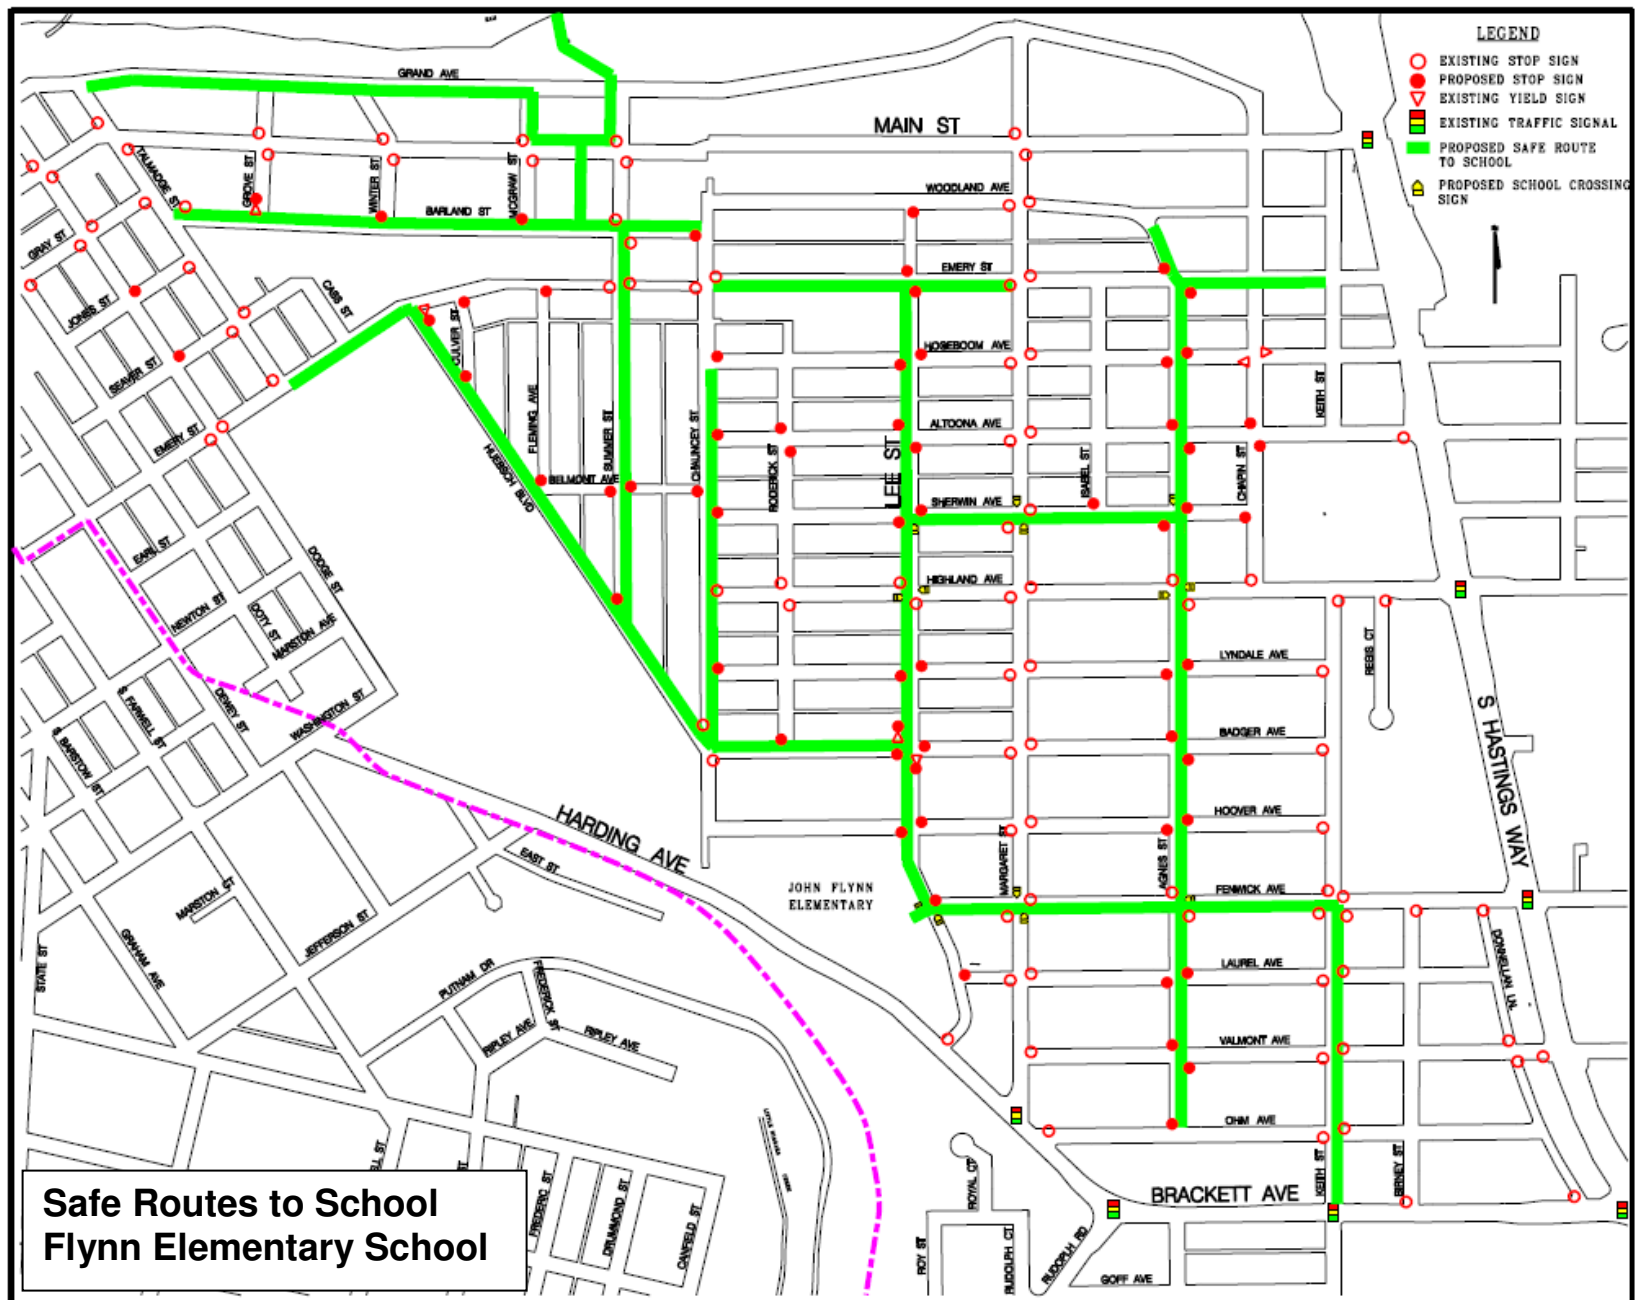 LEGEND
EXISTING STOP SIGN
PROPOSED STOP SIGN
EXISTING YIELD SIGN
EXISTING TRAFFIC SIGNAL
PROPOSED SAFE ROUTE
TO SCHOOL
PROPOSED SCHOOL CROSSING
SIGN
GRAND AVE
MAIN ST
TALMADGE ST
GROVE ST
WINTER ST
MCGRAW ST
WOODLAND AVE
BARLAND ST
GRAY ST
EMERY ST
CASS ST
JONES ST
CULVER ST
HOGEBOOM AVE
SEAVER ST
KEITH ST
FLEMING AVE
SUMMER ST
CHAUNCEY ST
ALTOONA AVE
EMERY ST
HUEBSCH BLVD
BELMONT AVE
RODERICK ST
LEE ST
ISABEL ST
CHAPIN ST
SHERWIN AVE
EARL ST
DODGE ST
HIGHLAND AVE
NEWTON ST
DOTY ST
MARSTON AVE
LYNDALE AVE
REGIS CT
S FARWELL ST
DEWEY ST
WASHINGTON ST
S BARSTOW ST
BADGER AVE
S HASTINGS WAY
HARDING AVE
HOOVER AVE
EAST ST
MARGARET ST
AGNES ST
JOHN FLYNN
ELEMENTARY
FENWICK AVE
MARSTON CT
JEFFERSON ST
GRAHAM AVE
STATE ST
PUTNAM DR
FREDERICK ST
LAUREL AVE
DONNELLAN LN.
RIPLEY AVE
RIPLEY AVE
VALMONT AVE
OHM AVE
ROYAL CT
KEITH ST
BIRNEY ST
BRACKETT AVE
Safe Routes to School
Flynn Elementary School
FREDERIC ST
DRUMMOND ST
CANFIELD ST
ROY ST
RUDOLPH CT
RUDOPLH RD
GOFF AVE